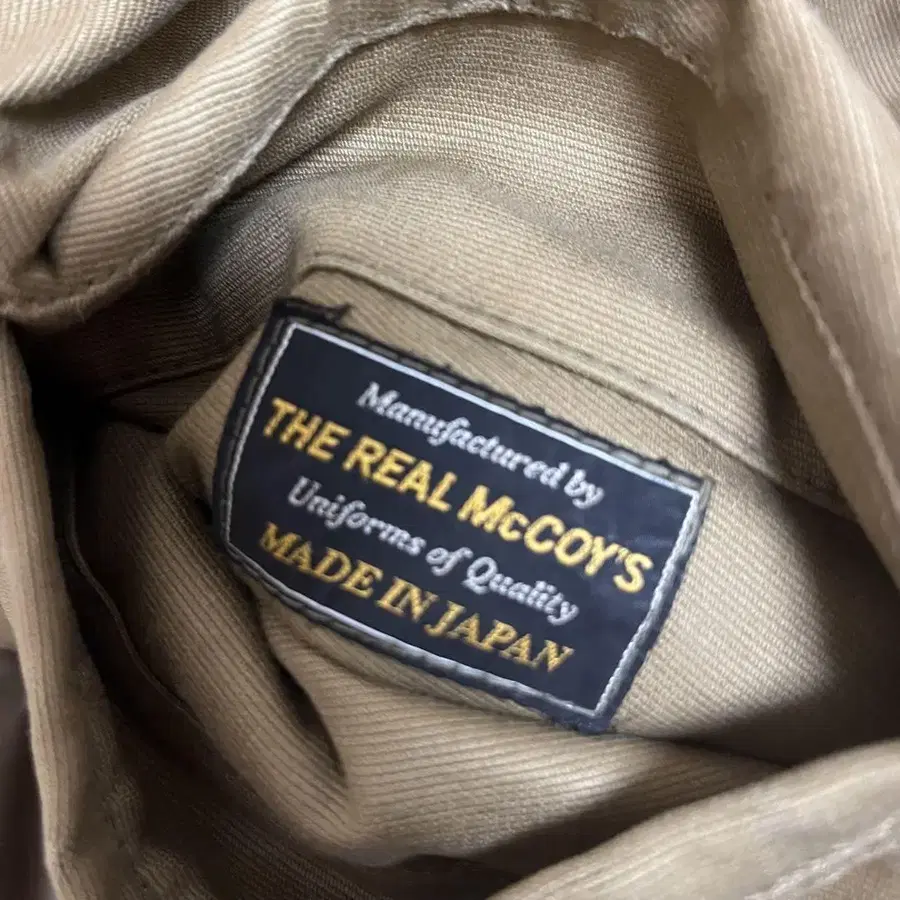 Manufactured by
THE REAL McCOY'S
Uniforms of Quality
MADE IN JAPAN